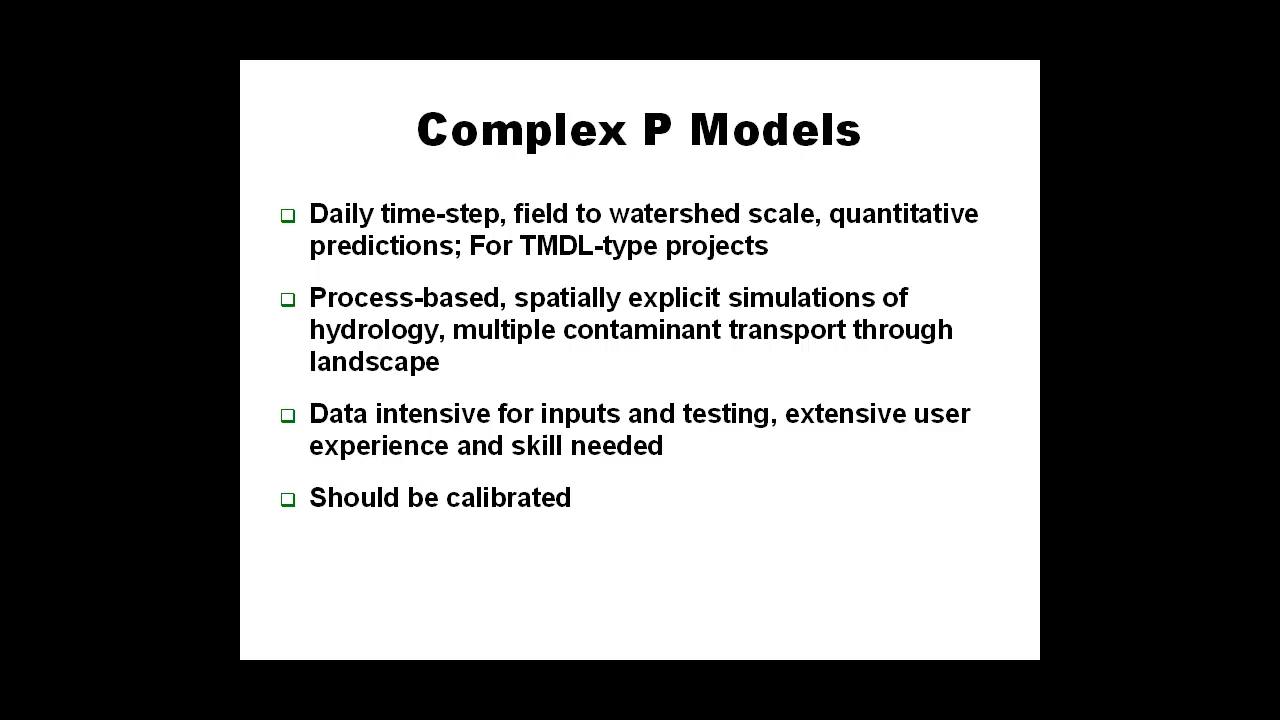 Complex P Models
Daily time-step, field to watershed scale, quantitative
predictions; For TMDL-type projects
Process-based, spatially explicit simulations of
hydrology, multiple contaminant transport through
landscape
Data intensive for inputs and testing, extensive user
experience and skill needed
Should be calibrated